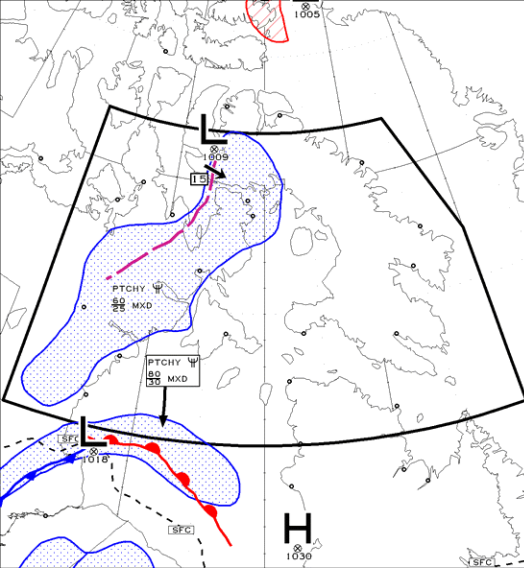 1005
L
1009
15
PTCHY
60
25 MXD
PTCHY
80
30 MXD
L
SFC
1018
SFC
H
1030
SFC